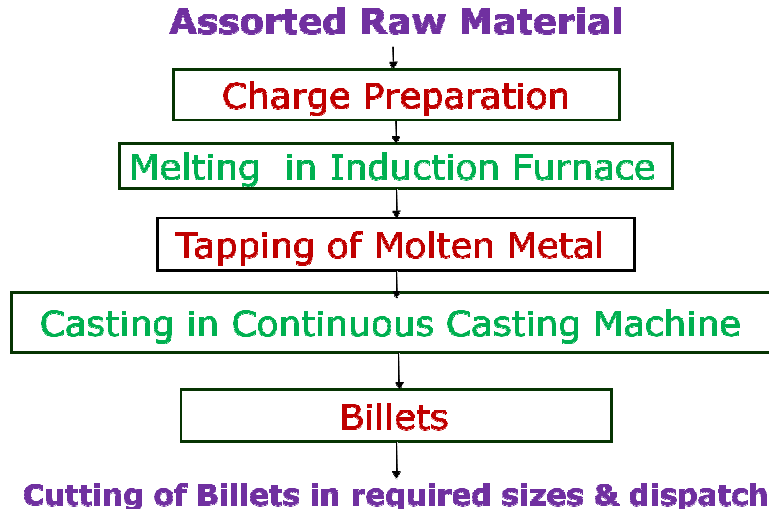 Assorted Raw Material
Charge Preparation
Melting in Induction Furnace
Tapping of Molten Metal
Casting in Continuous Casting Machine
Billets
Cutting of Billets in required sizes & dispatch